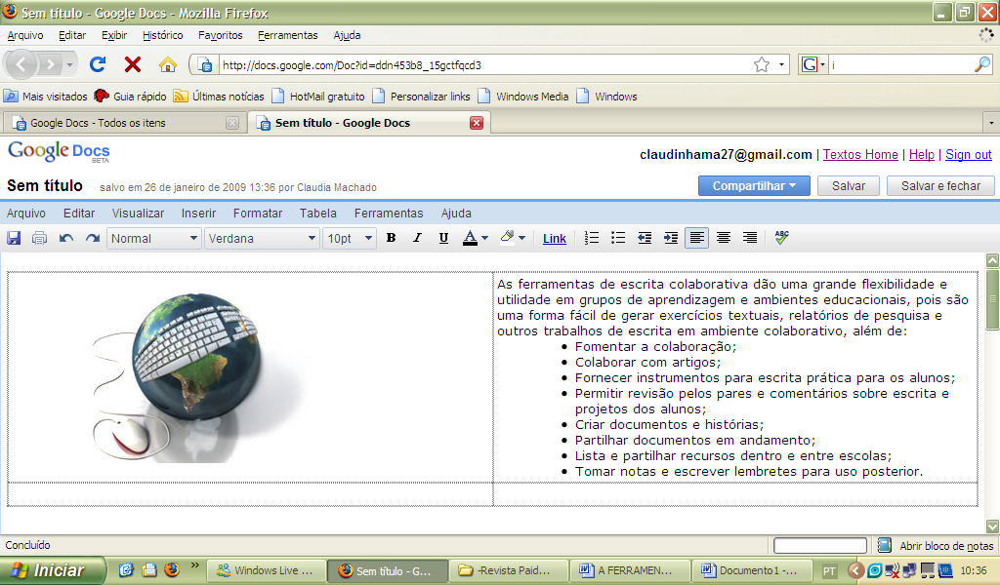 Sem título - Google Docs - Mozilla Firefox
Arquivo Editar Exibir Histórico Favoritos Ferramentas Ajuda
http://docs.google.com/Doc?id=ddn453b8_15gctfqcd3
G i
Mais visitados Guia rápido Últimas notícias HotMail gratuito Personalizar links Windows Media Windows
Google Docs - Todos os itens Sem título - Google Docs
Google Docs
BETA
claudinhama27@gmail.com | Textos Home | Help | Sign out
Sem título salvo em 26 de janeiro de 2009 13:36 por Claudia Machado Compartilhar Salvar Salvar e fechar
Arquivo Editar Visualizar Inserir Formatar Tabela Ferramentas Ajuda
Normal Verdana 10pt B I U A Link ABC
As ferramentas de escrita colaborativa dão uma grande flexibilidade e
utilidade em grupos de aprendizagem e ambientes educacionais, pois são
uma forma fácil de gerar exercícios textuais, relatórios de pesquisa e
outros trabalhos de escrita em ambiente colaborativo, além de:
• Fomentar a colaboração;
• Colaborar com artigos;
• Fornecer instrumentos para escrita prática para os alunos;
• Permitir revisão pelos pares e comentários sobre escrita e
projetos dos alunos;
• Criar documentos e histórias;
• Partilhar documentos em andamento;
• Lista e partilhar recursos dentro e entre escolas;
• Tomar notas e escrever lembretes para uso posterior.
Concluído Abrir bloco de notas
Iniciar » Windows Live ... Sem título - G... -Revista Paid... A FERRAMEN... Documento1 -... PT 10:36